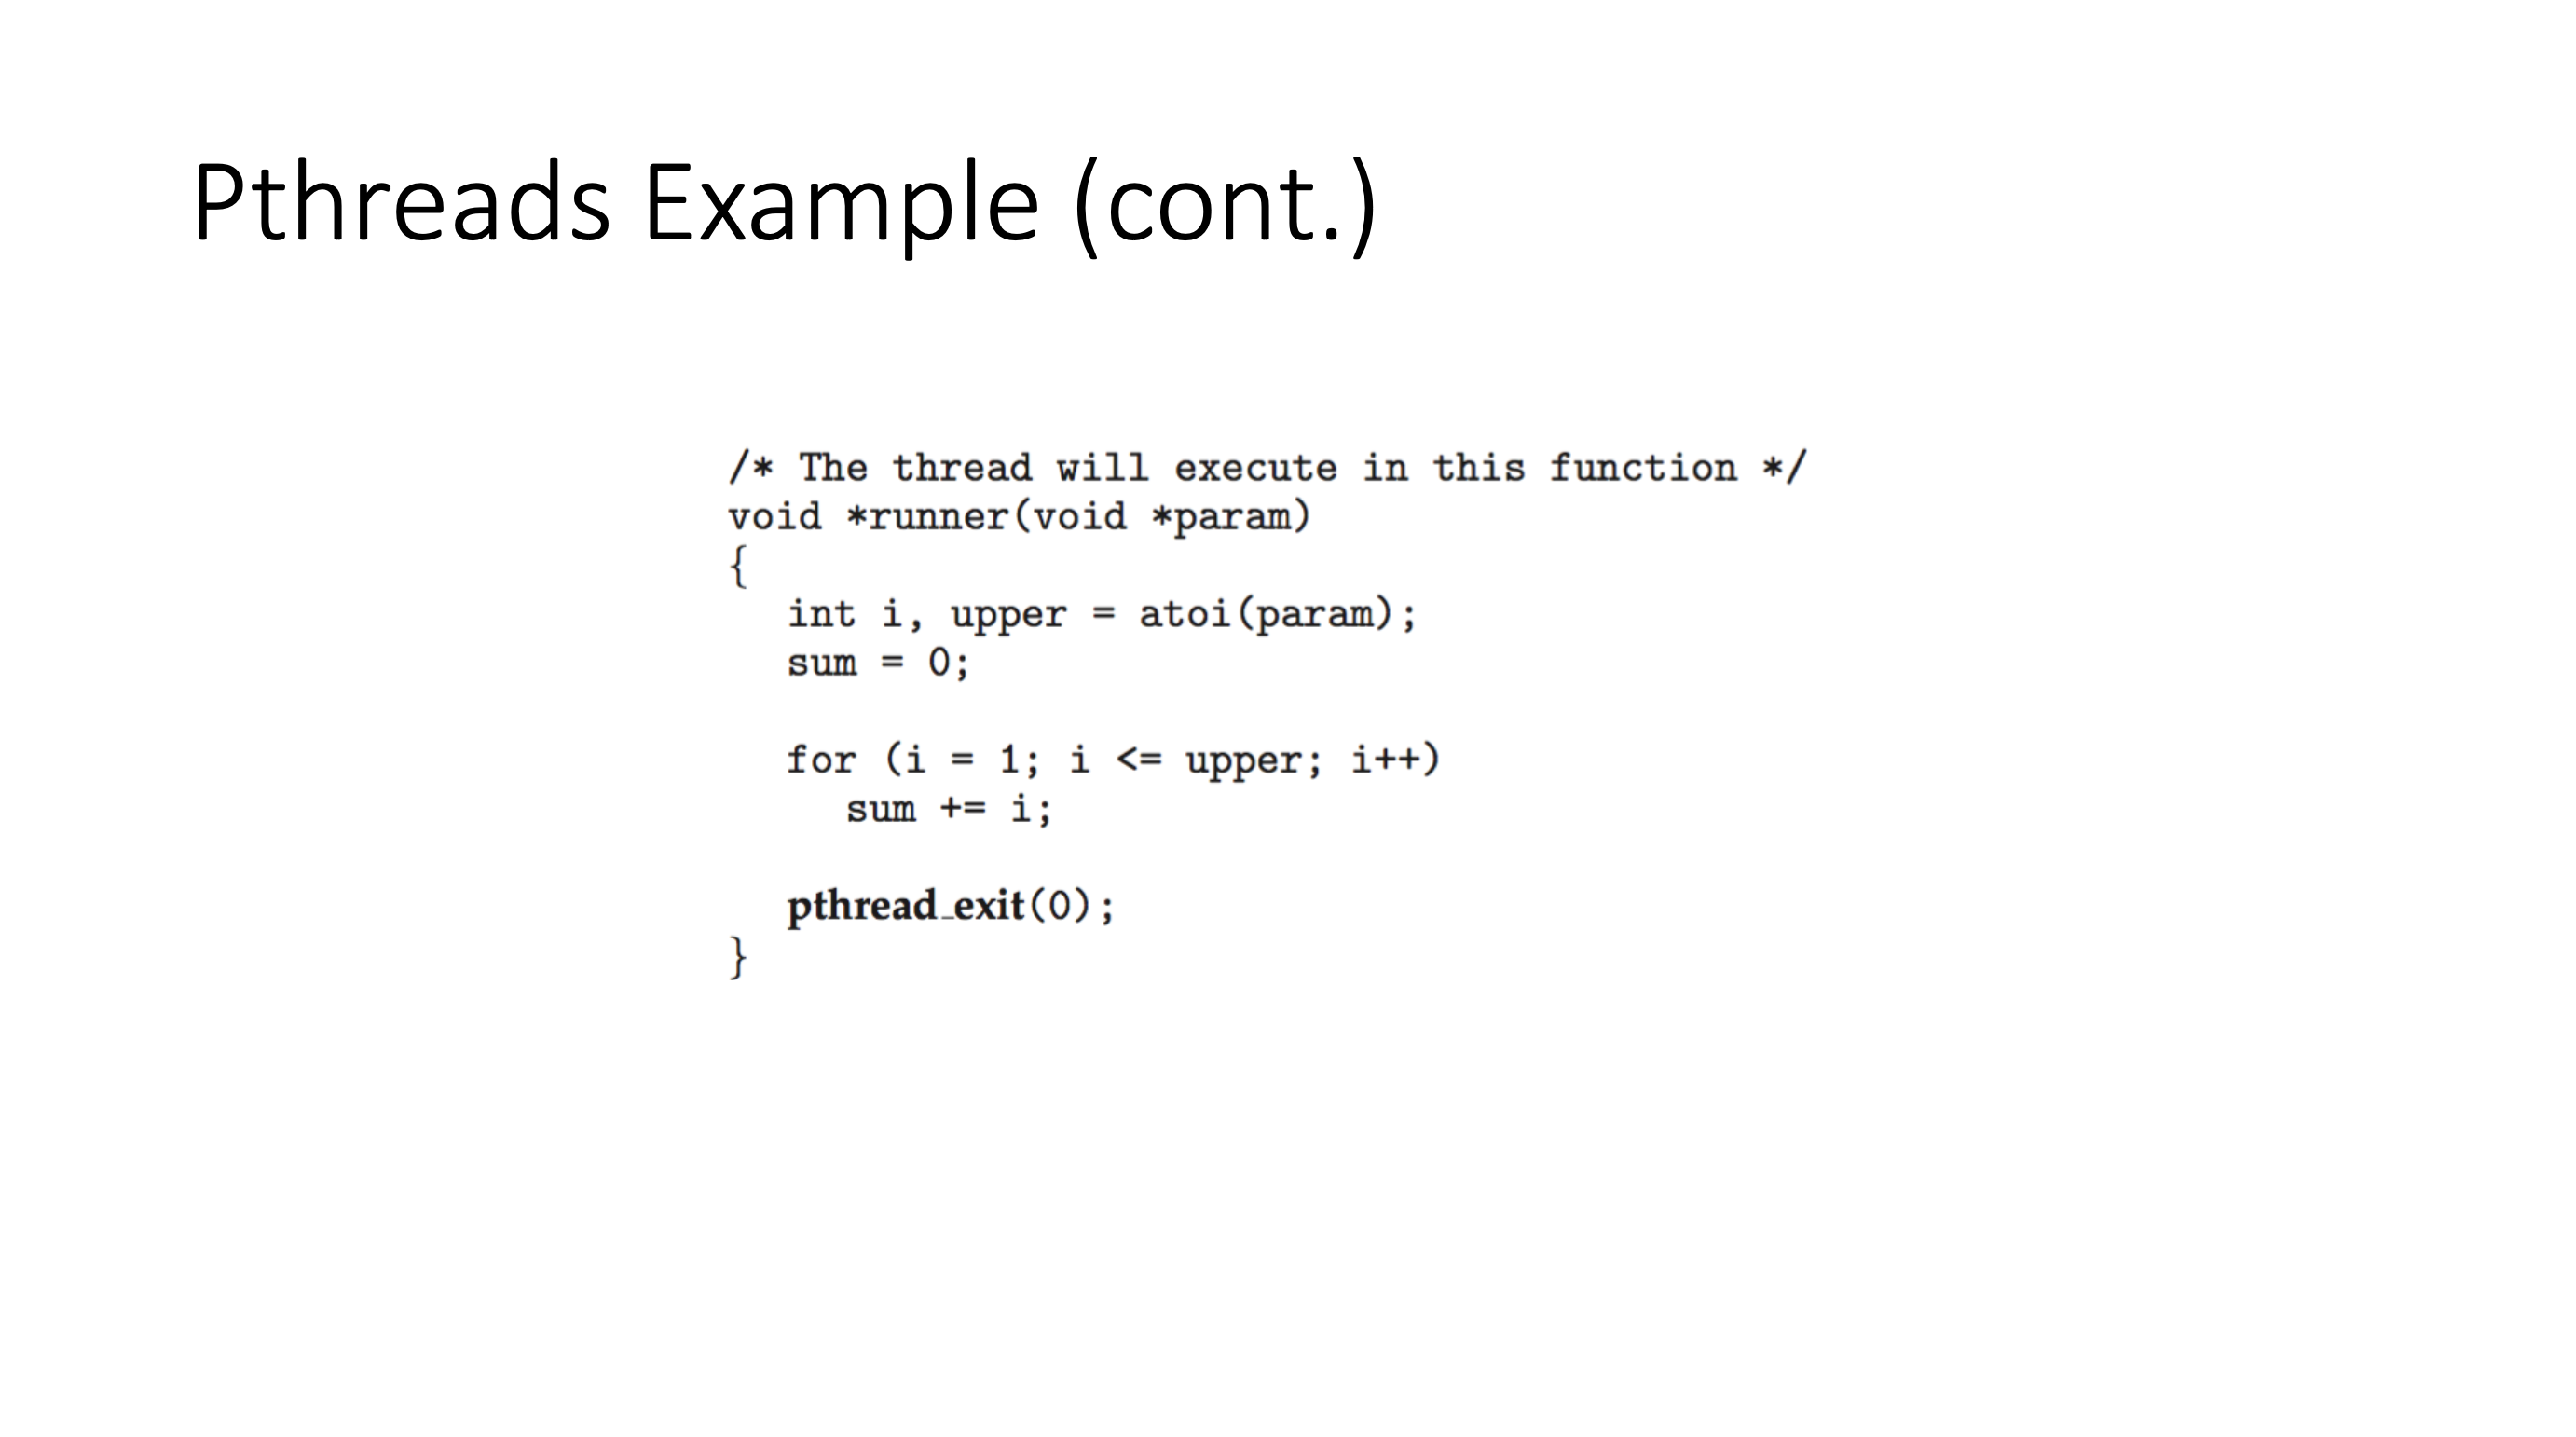 Pthreads Example (cont.)
/* The thread will execute in this function */
void *runner(void *param)
{
int i, upper = atoi(param);
sum = 0;
for (i = 1; i <= upper; i++)
sum += i;
pthread_exit(0);
}